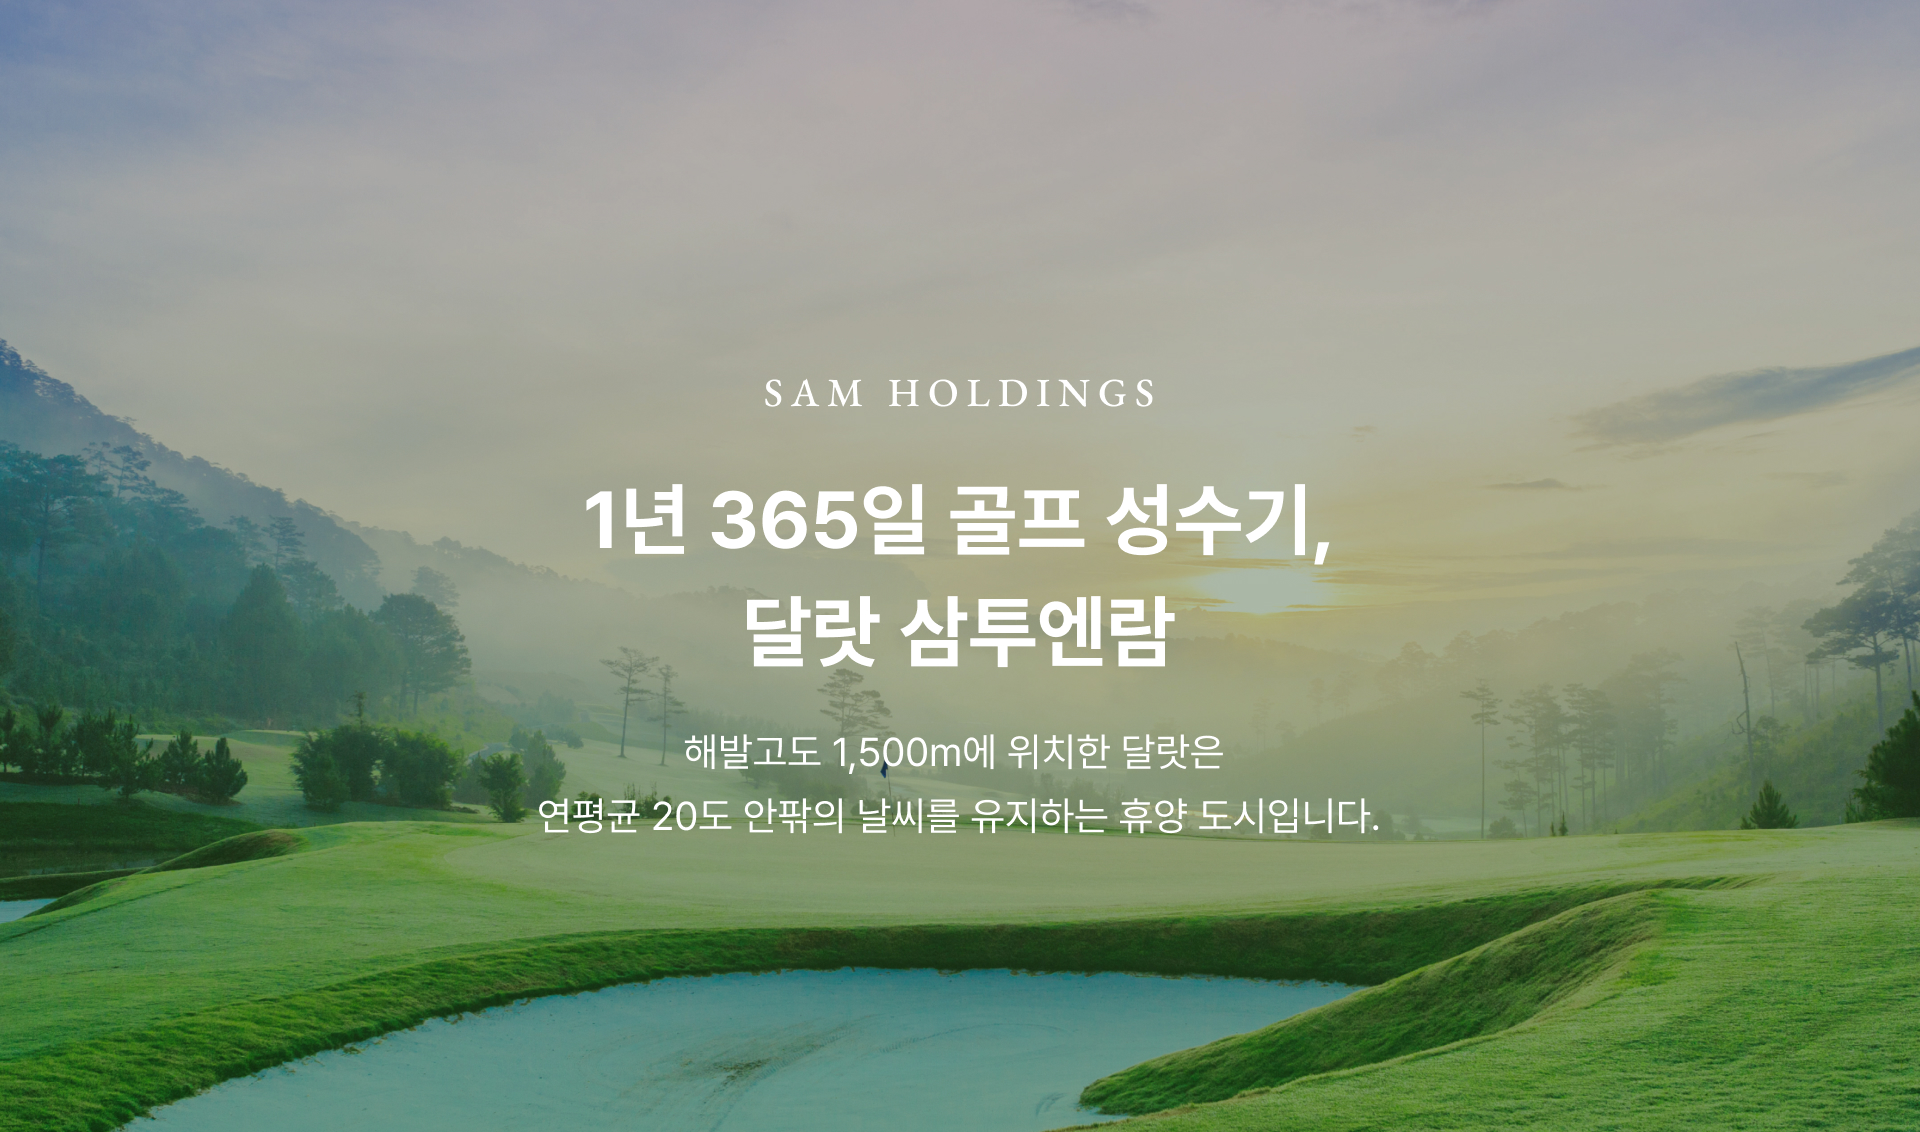 SAM HOLDINGS
1년 365일 골프 성수기,
달랏 삼투엔람
해발고도 1,500m에 위치한 달랏은
연평균 20도 안팎의 날씨를 유지하는 휴양 도시입니다.